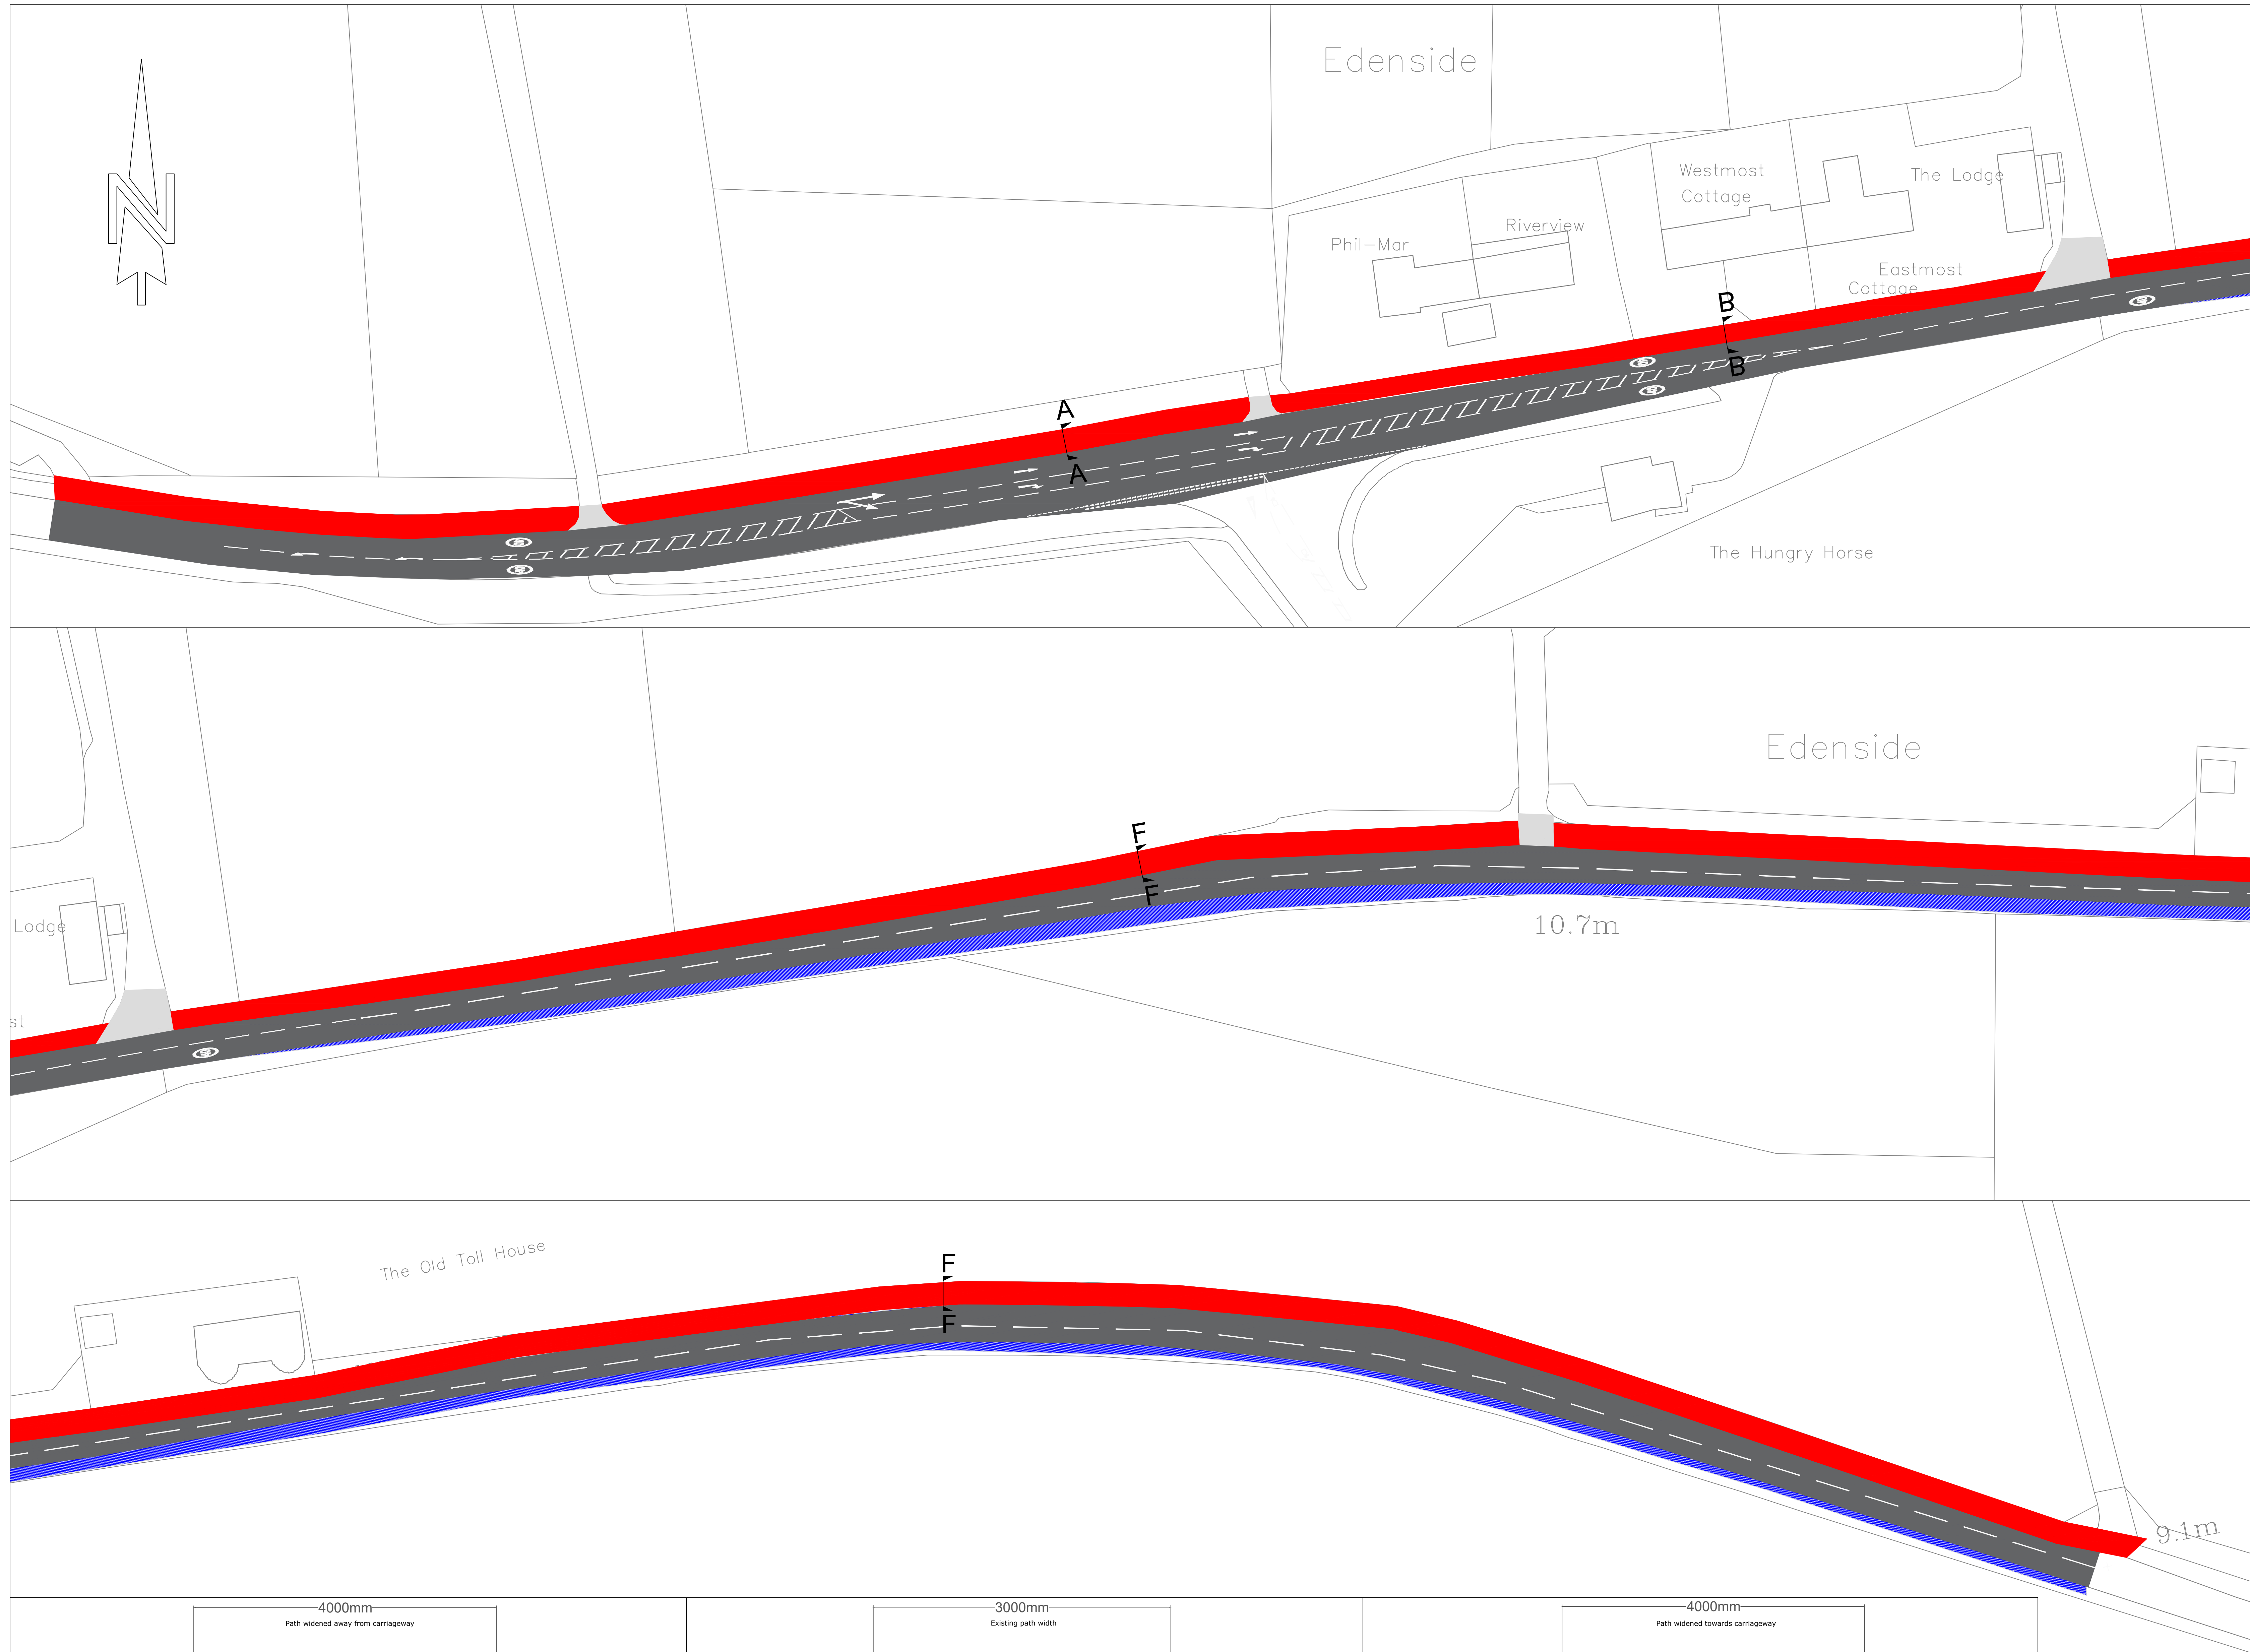 Edenside
N
Westmost
Cottage
The Lodge
Riverview
Phil-Mar
Eastmost
Cottage
B
B
A
A
The Hungry Horse
Edenside
F
F
10.7m
Lodge
st
The Old Toll House
F
F
9.1m
4000mm
Path widened away from carriageway
3000mm
Existing path width
4000mm
Path widened towards carriageway